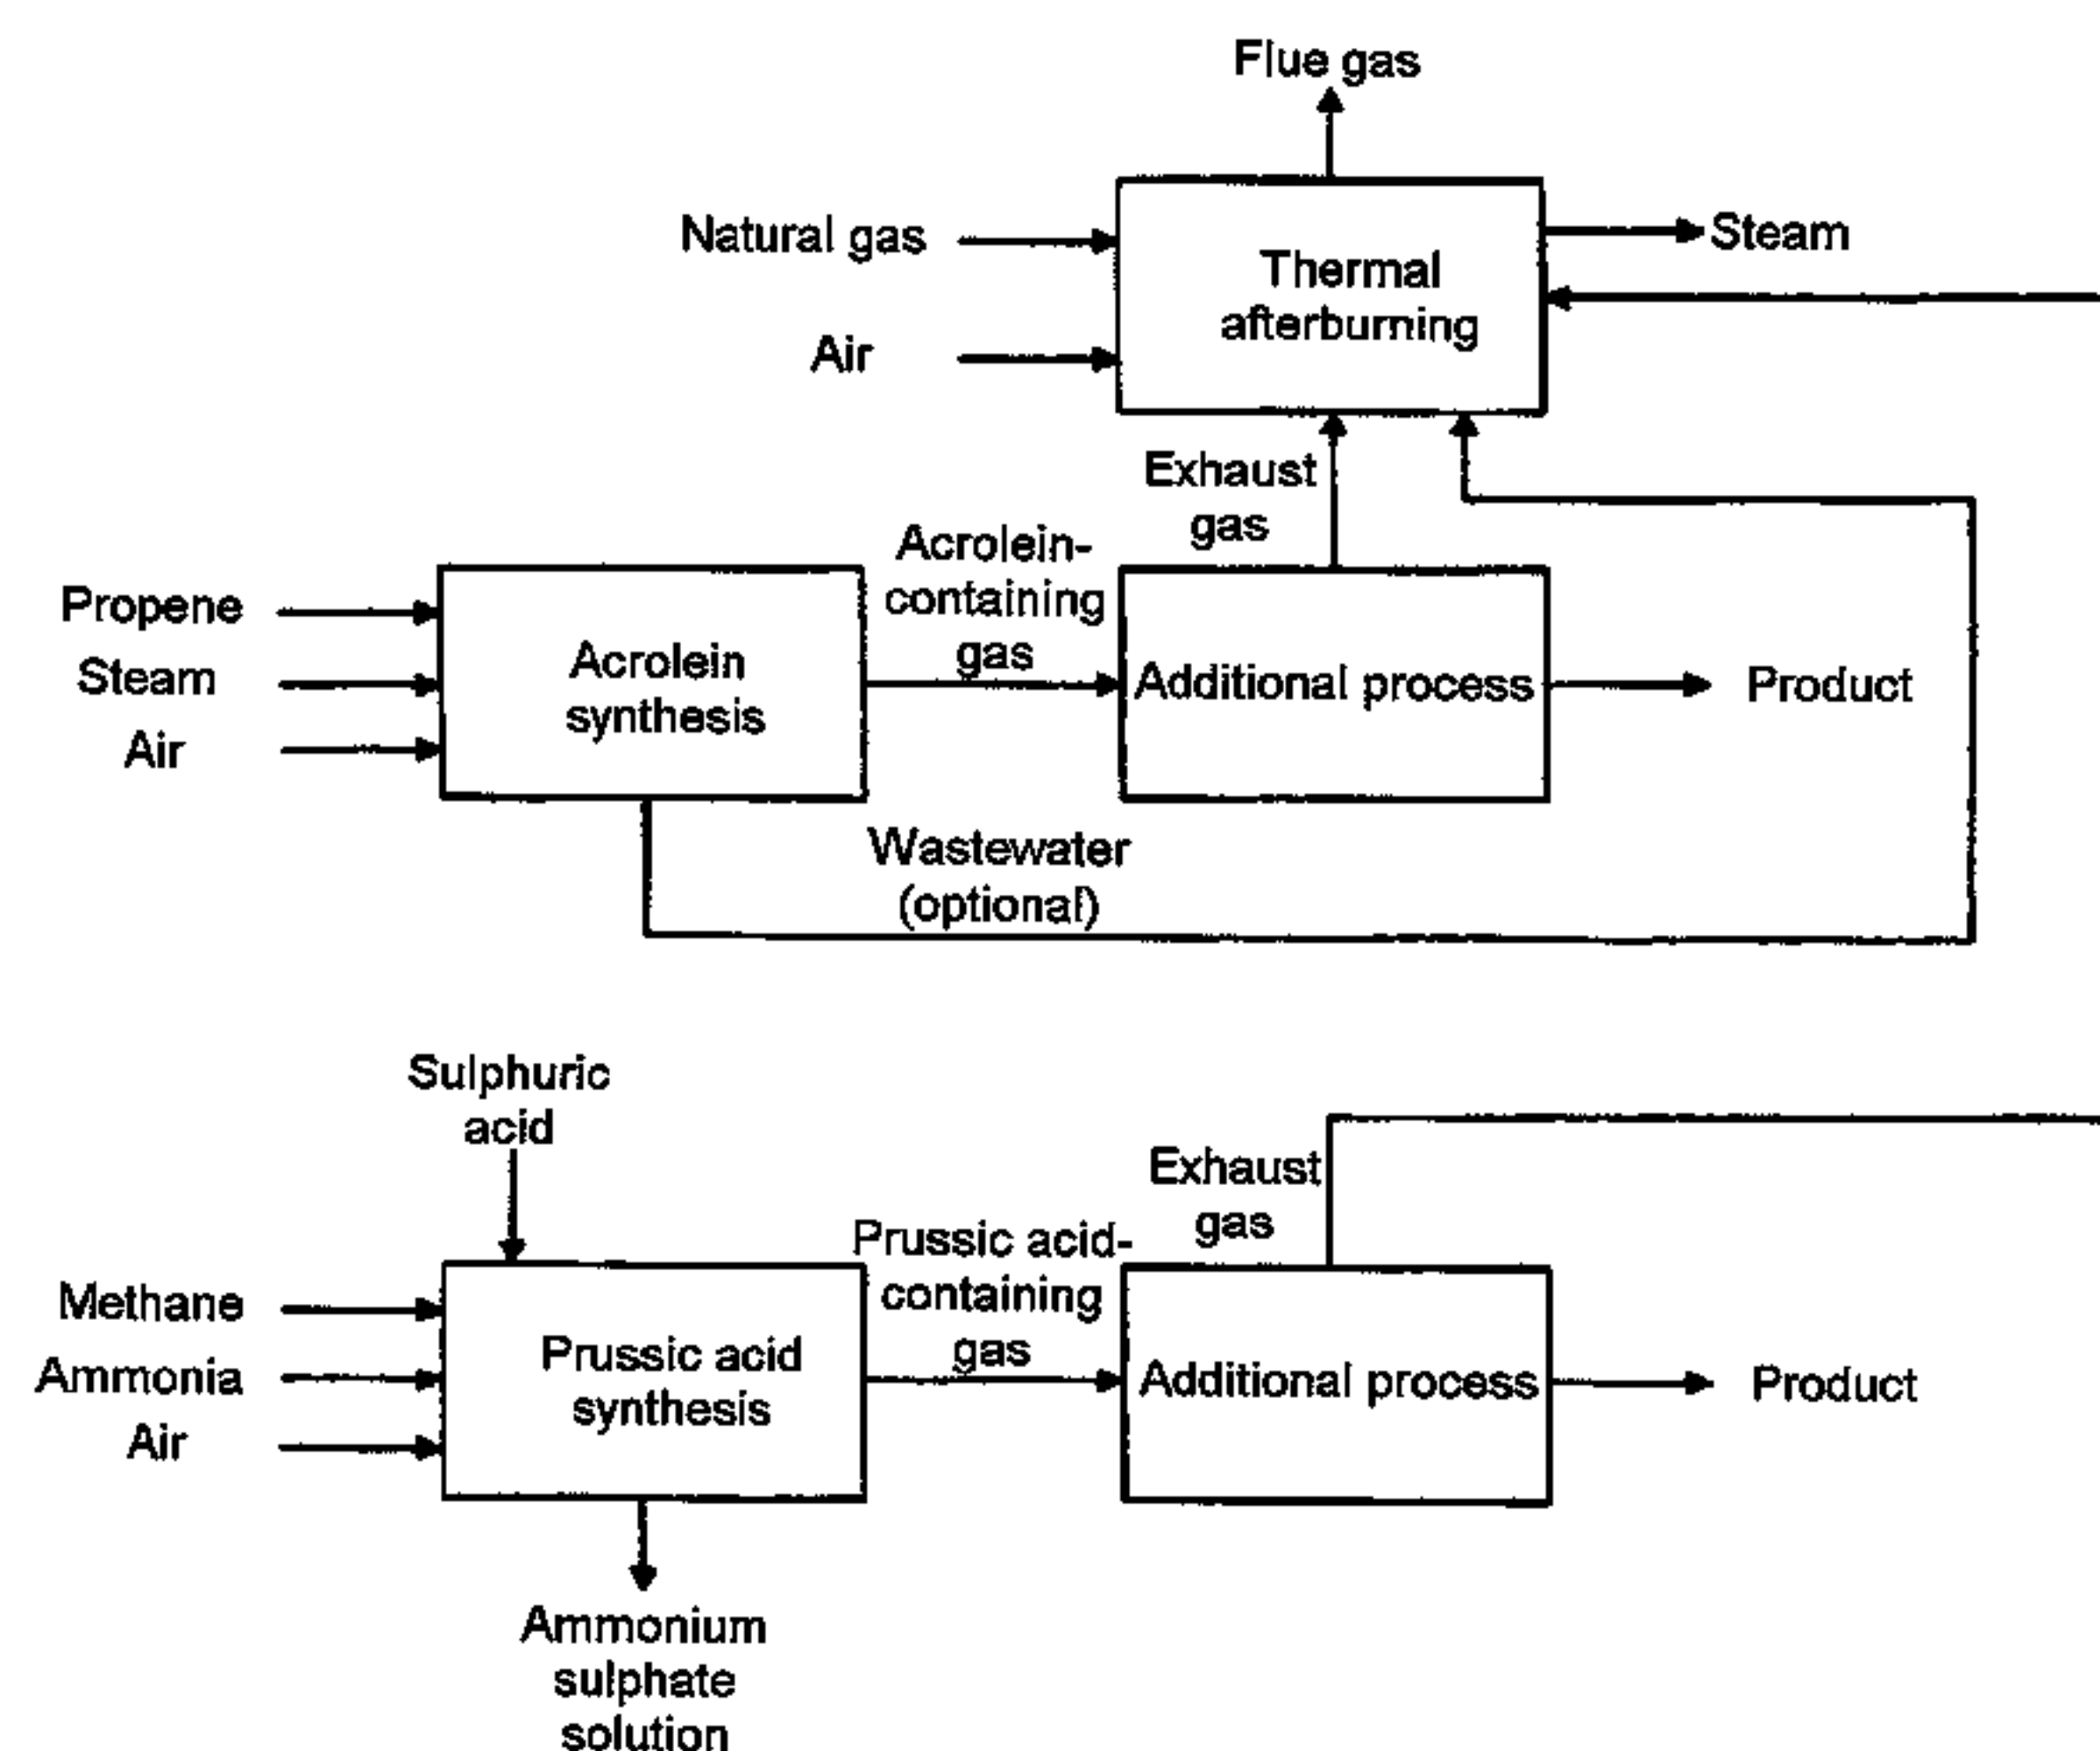 Flue gas
Natural gas
Steam
Thermal
afterburning
Air
Exhaust
gas
Acrolein-
containing
gas
Propene
Steam
Air
Acrolein
synthesis
Additional process
Product
Wastewater
(optional)
Sulphuric
acid
Exhaust
gas
Prussic acid-
containing
gas
Methane
Ammonia
Air
Prussic acid
synthesis
Additional process
Product
Ammonium
sulphate
solution